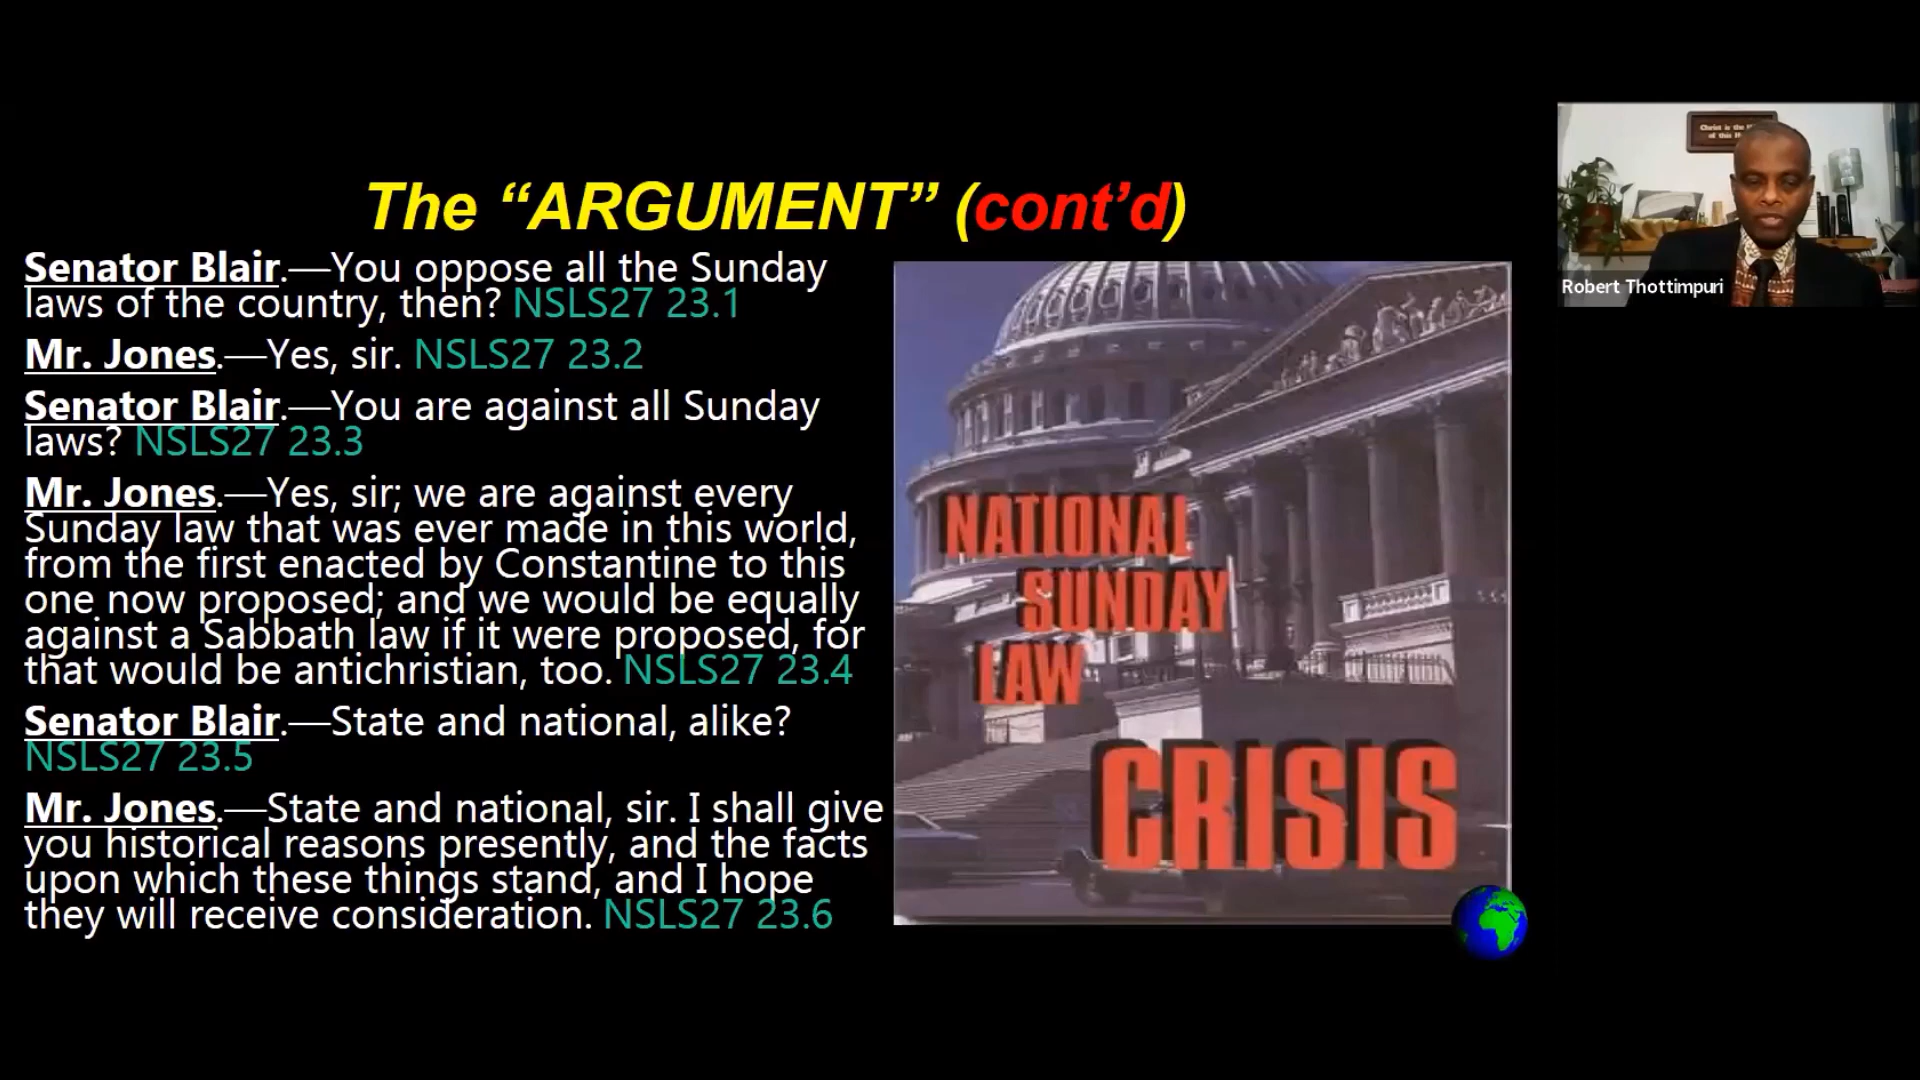 The “ARGUMENT” (cont’d)
Senator Blair.—You oppose all the Sunday
laws of the country, then? NSLS27 23.1
Mr. Jones.—Yes, sir. NSLS27 23.2
Senator Blair.—You are against all Sunday
laws? NSLS27 23.3
Mr. Jones.—Yes, sir; we are against every
Sunday law that was ever made in this world,
from the first enacted by Constantine to this
one now proposed; and we would be equally
against a Sabbath law if it were proposed, for
that would be antichristian, too. NSLS27 23.4
Senator Blair.—State and national, alike?
NSLS27 23.5
Mr. Jones.—State and national, sir. I shall give
you historical reasons presently, and the facts
upon which these things stand, and I hope
they will receive consideration. NSLS27 23.6
NATIONAL
SUNDAY
LAW
CRISIS
Christ is the
of this
Robert Thottimpuri